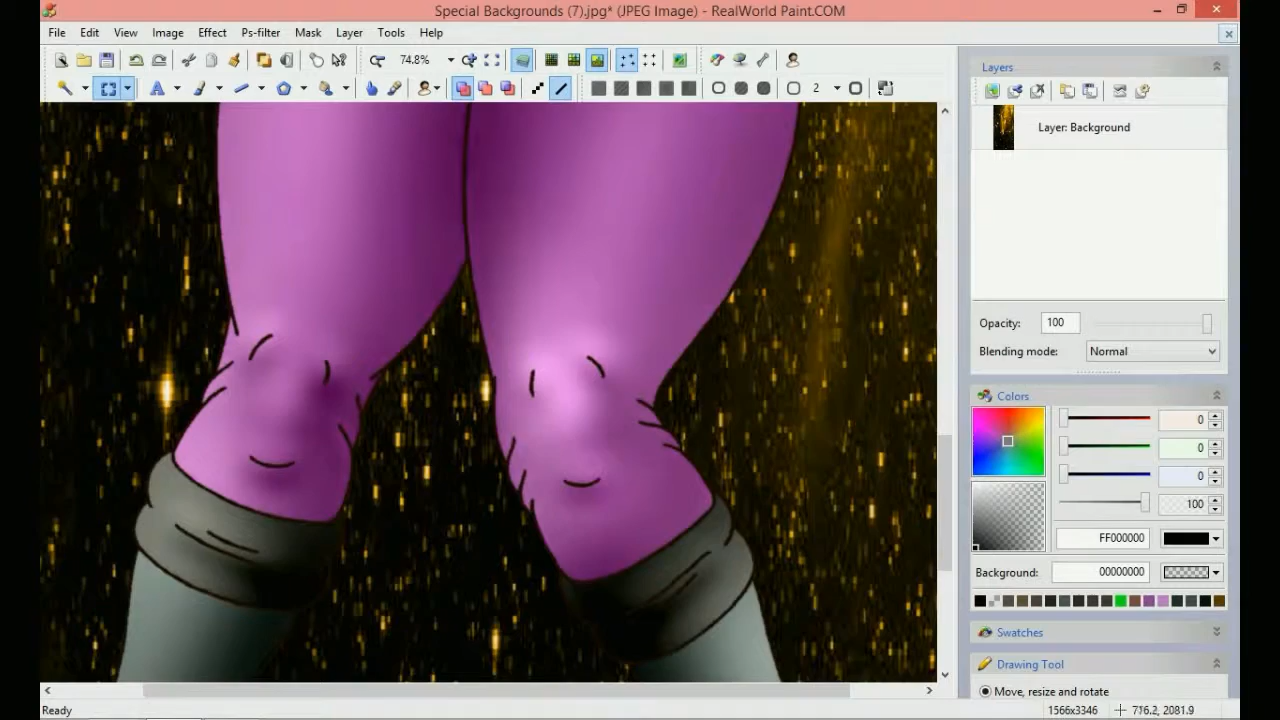 Special Backgrounds (7).jpg* (JPEG Image) - RealWorld Paint.COM
File Edit View Image Effect Ps-filter Mask Layer Tools Help
74.8%
2
Layers
Layer: Background
Opacity: 100
Blending mode: Normal
Colors
0
0
0
100
FF000000
Background: 00000000
Swatches
Drawing Tool
Move, resize and rotate
Ready 1566x3346 716.2, 2081.9